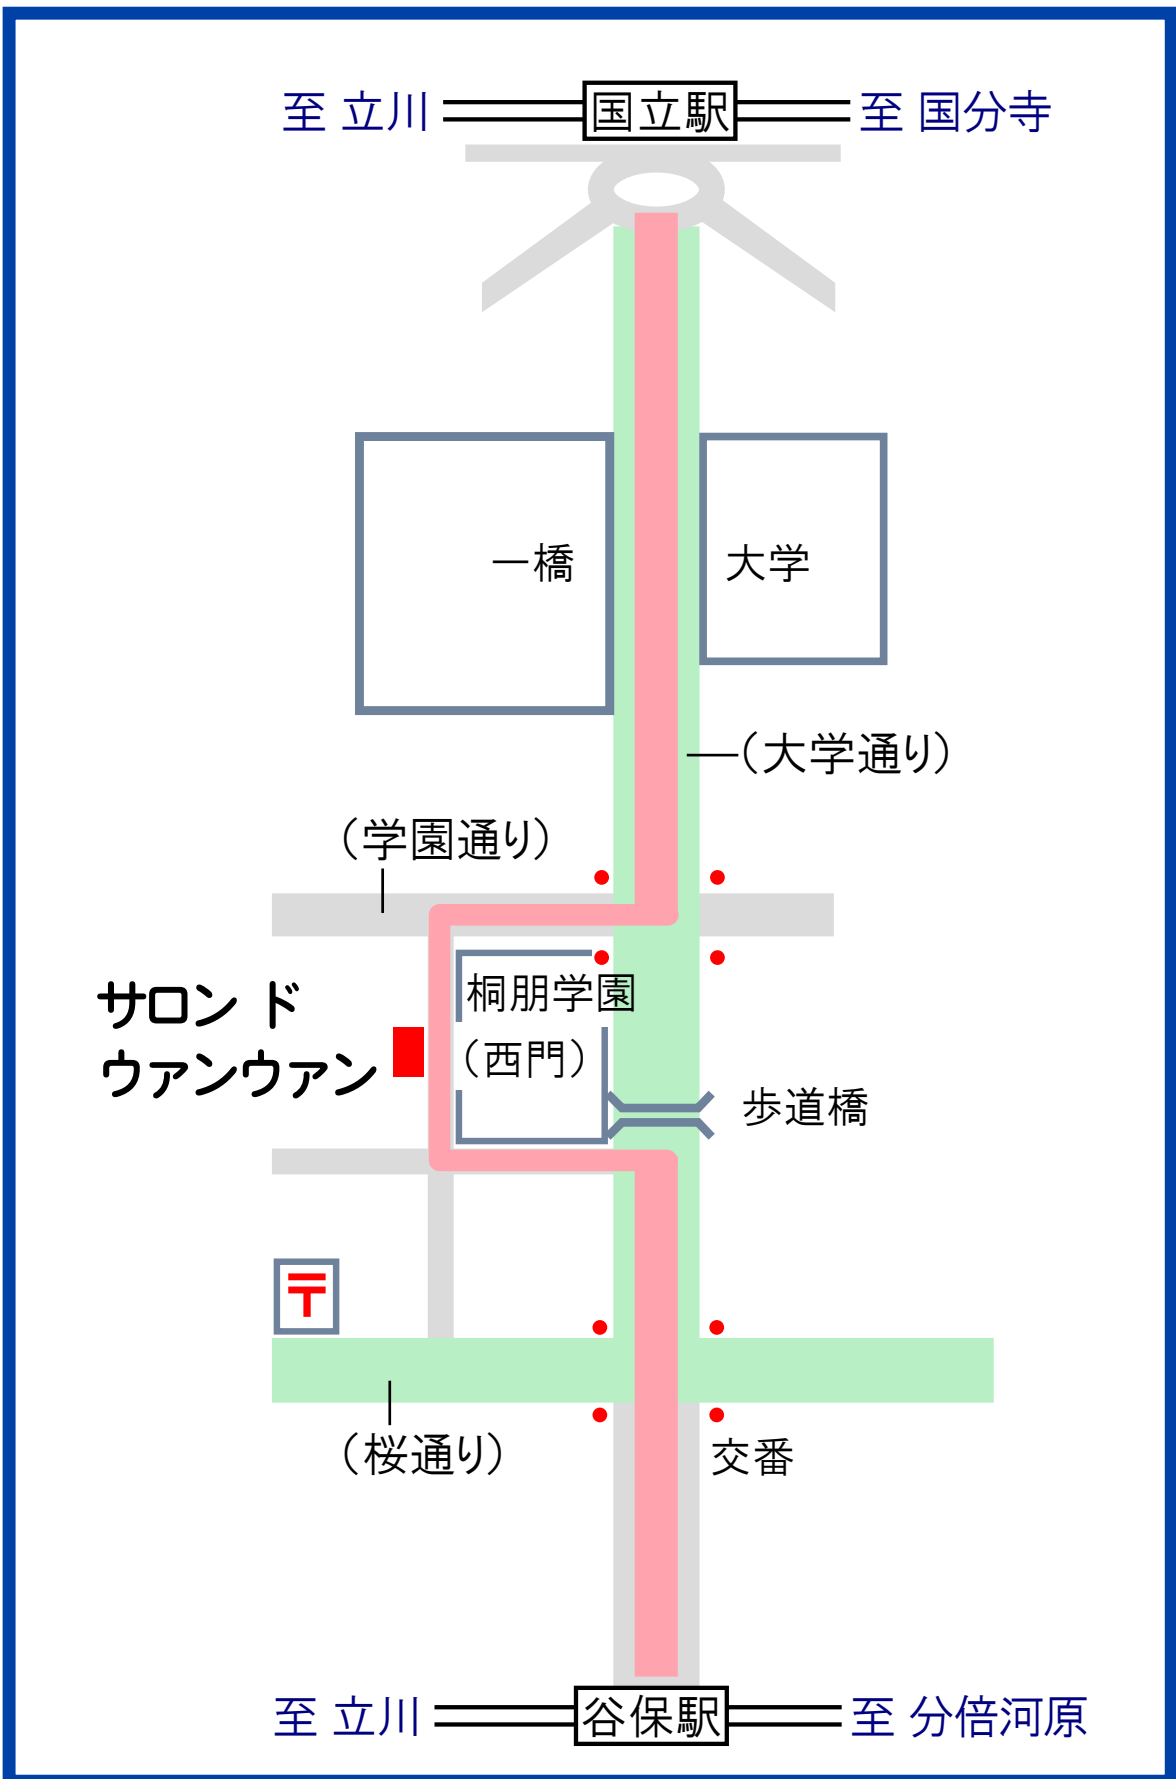 至 立川
国立駅
至 国分寺
一橋
大学
(大学通り)
(学園通り)
桐朋学園
(西門)
サロン ド
ウァンウァン
歩道橋
〒
(桜通り)
交番
至 立川
谷保駅
至 分倍河原